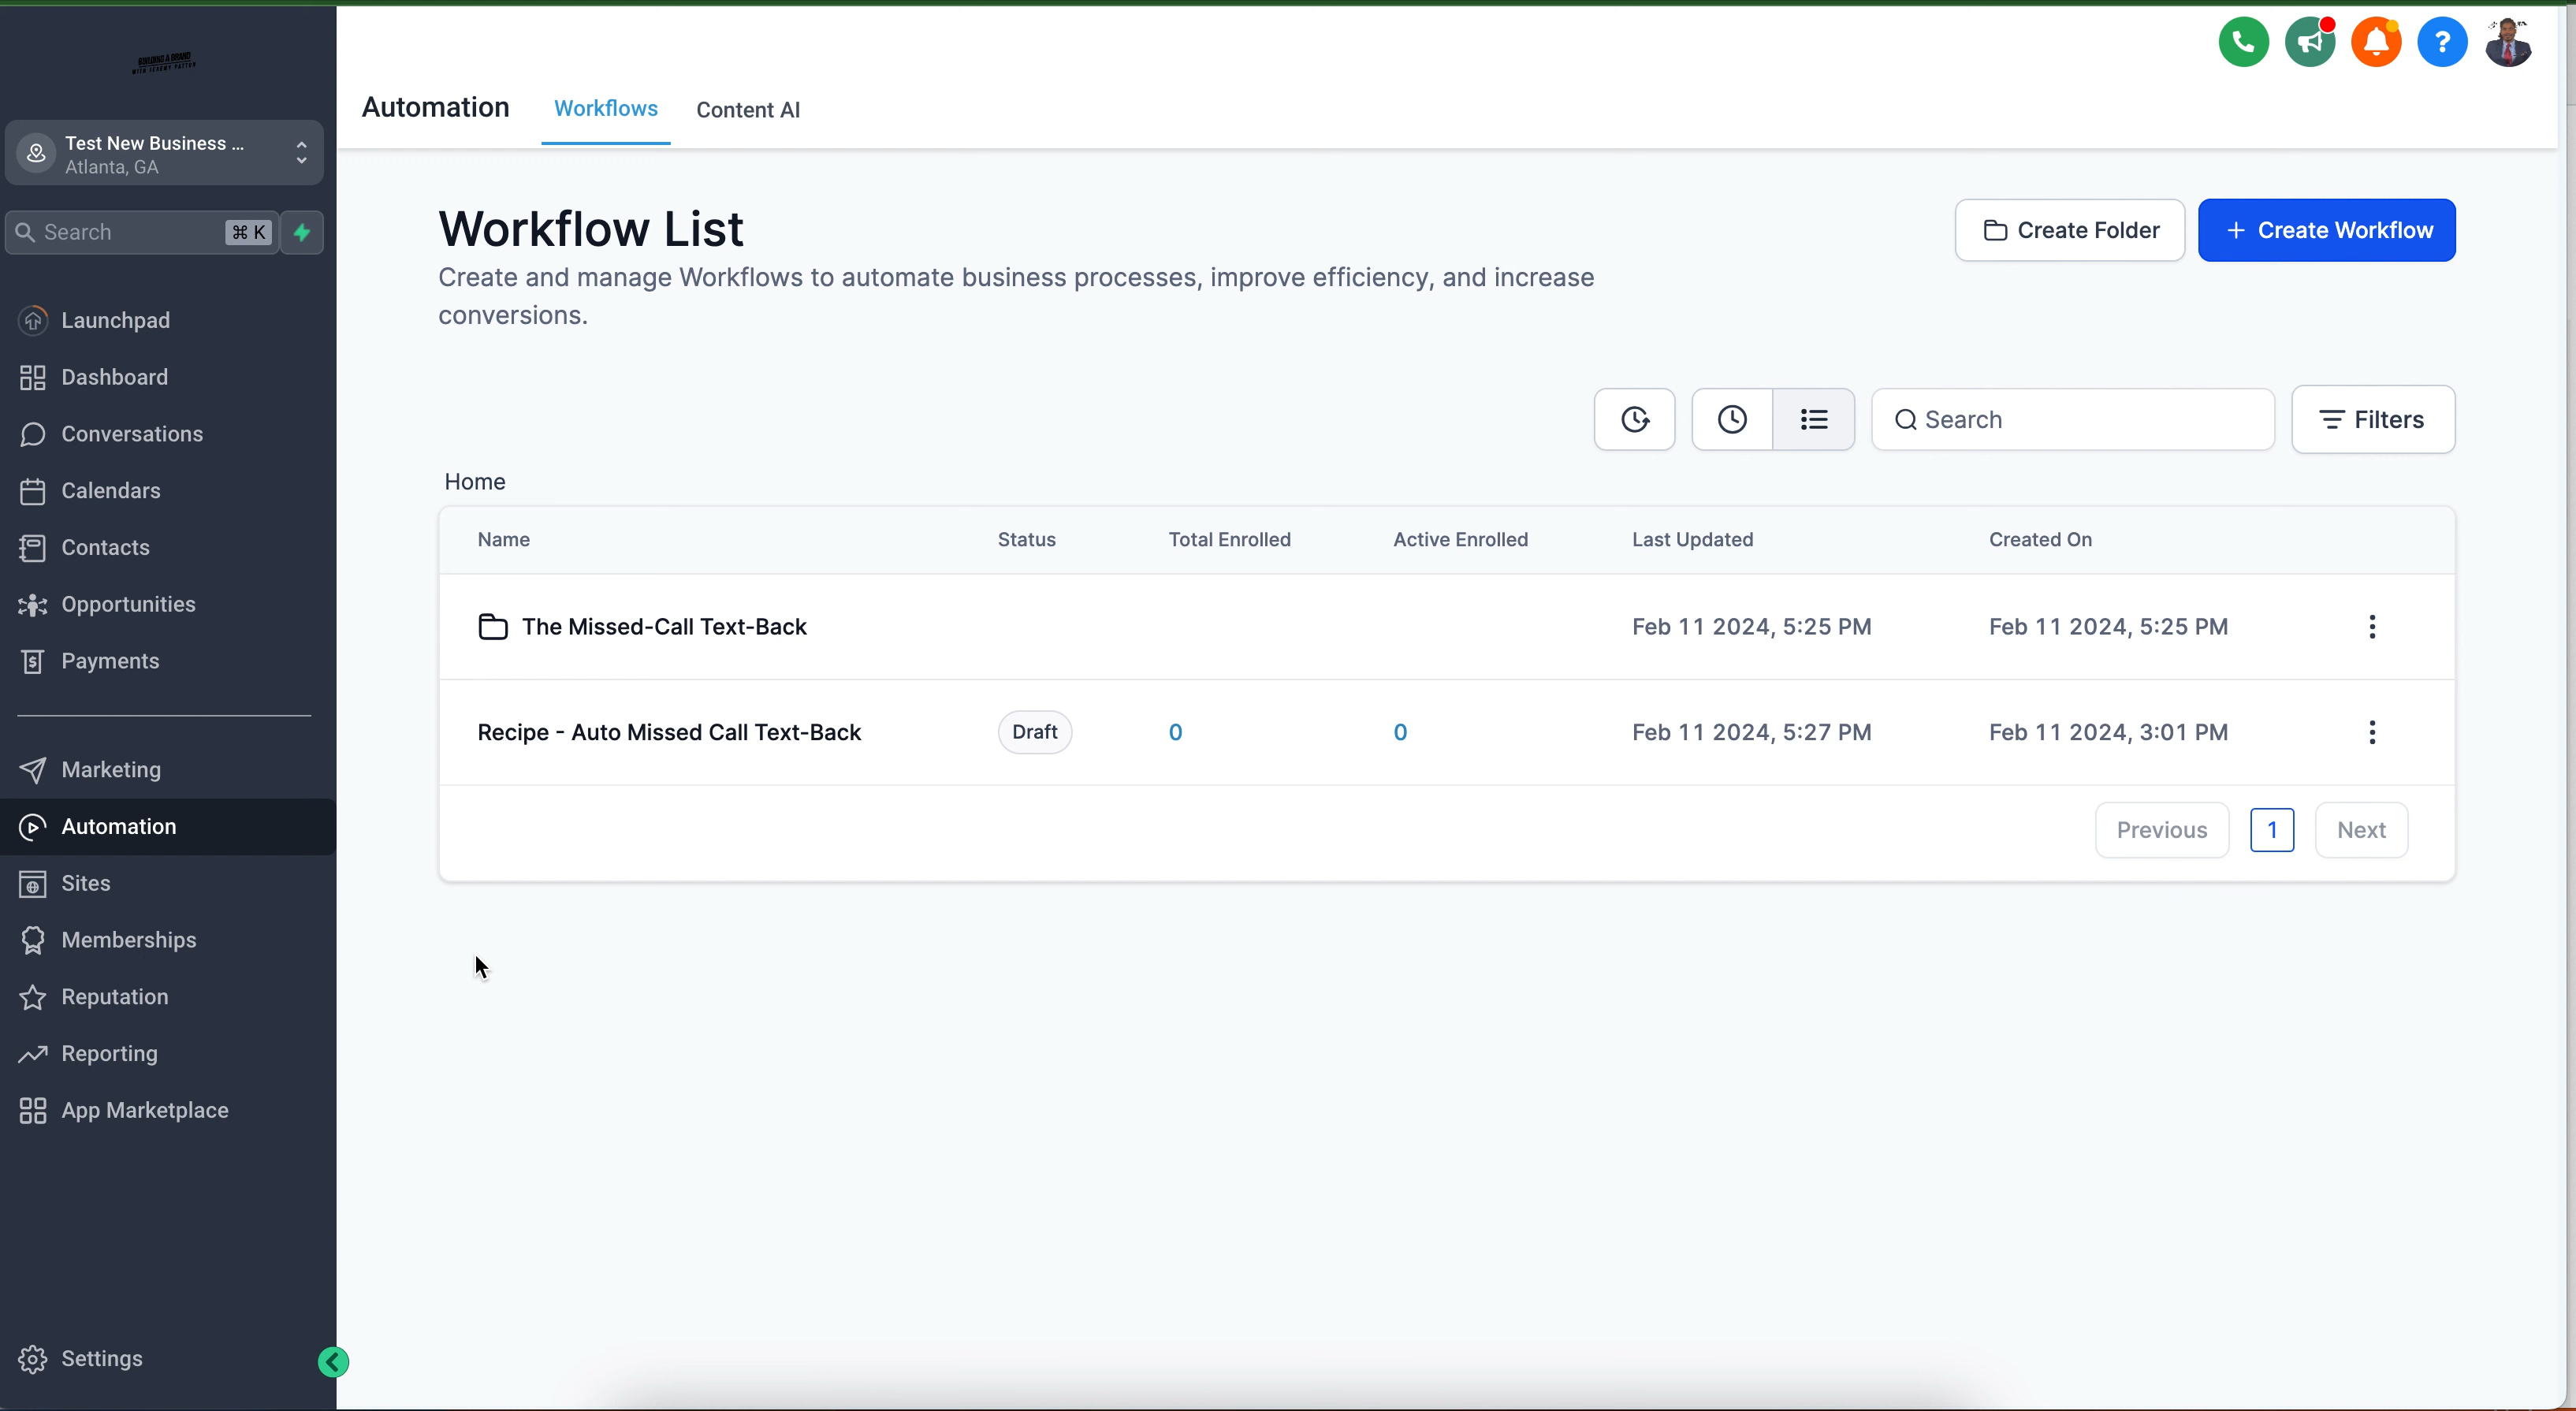 BUILDING A BRAND
WITH JEREMY PAYTON
Test New Business ...
Atlanta, GA
Search
⌘ K
Launchpad
Dashboard
Conversations
Calendars
Contacts
Opportunities
Payments
Marketing
Automation
Sites
Memberships
Reputation
Reporting
App Marketplace
Settings
Automation
Workflows
Content AI
Workflow List
Create and manage Workflows to automate business processes, improve efficiency, and increase
conversions.
Create Folder
+ Create Workflow
Search
Filters
Home
Name Status Total Enrolled Active Enrolled Last Updated Created On
The Missed-Call Text-Back Feb 11 2024, 5:25 PM Feb 11 2024, 5:25 PM
Recipe - Auto Missed Call Text-Back Draft 0 0 Feb 11 2024, 5:27 PM Feb 11 2024, 3:01 PM
Previous 1 Next